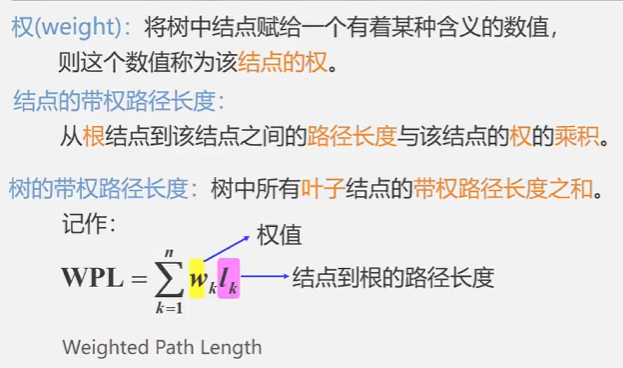 权(weight)：将树中结点赋给一个有着某种含义的数值，
则这个数值称为该结点的权。
结点的带权路径长度：
从根结点到该结点之间的路径长度与该结点的权的乘积。
树的带权路径长度：树中所有叶子结点的带权路径长度之和。
记作：
权值
WPL = ∑_{k=1}^{n} w_k l_k
结点到根的路径长度
Weighted Path Length